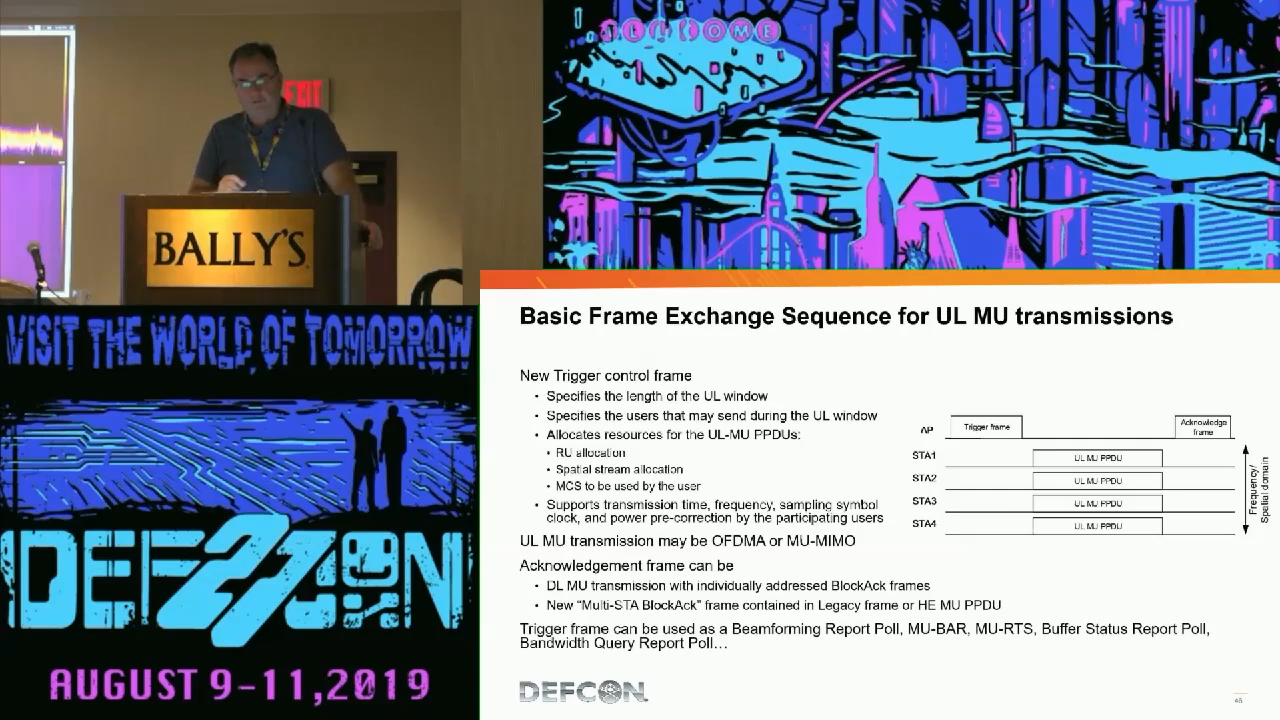 WELCOME
EXIT
BALLY'S
VISIT THE WORLD OF TOMORROW
DEFCON
27
AUGUST 9-11,2019
Basic Frame Exchange Sequence for UL MU transmissions
New Trigger control frame
• Specifies the length of the UL window
• Specifies the users that may send during the UL window
• Allocates resources for the UL-MU PPDUs:
• RU allocation
• Spatial stream allocation
• MCS to be used by the user
• Supports transmission time, frequency, sampling symbol
clock, and power pre-correction by the participating users
UL MU transmission may be OFDMA or MU-MIMO
Acknowledgement frame can be
• DL MU transmission with individually addressed BlockAck frames
• New “Multi-STA BlockAck” frame contained in Legacy frame or HE MU PPDU
Trigger frame can be used as a Beamforming Report Poll, MU-BAR, MU-RTS, Buffer Status Report Poll,
Bandwidth Query Report Poll…
AP
Trigger frame
Acknowledge
frame
STA1
UL MU PPDU
STA2
UL MU PPDU
STA3
UL MU PPDU
STA4
UL MU PPDU
Frequency/
Spatial domain
DEFCON